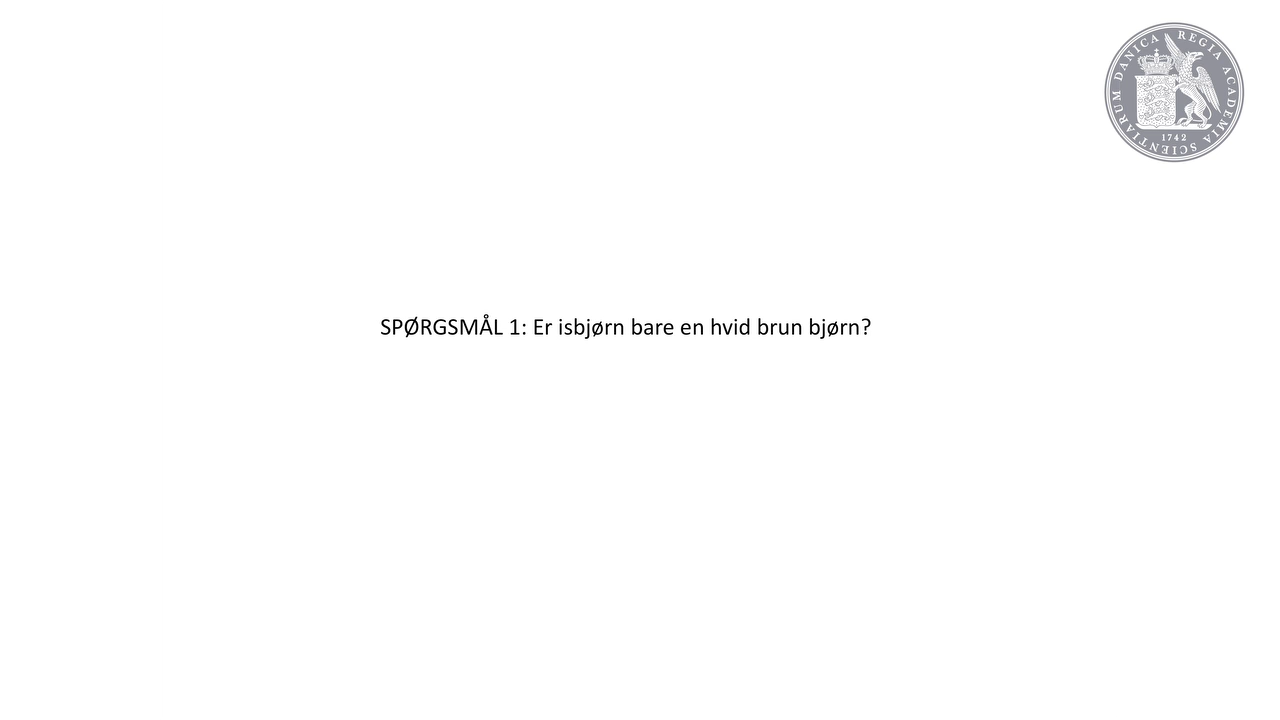 SCIENTIARUM DANICA REGIA ACADEMIA
1742
SPØRGSMÅL 1: Er isbjørn bare en hvid brun bjørn?